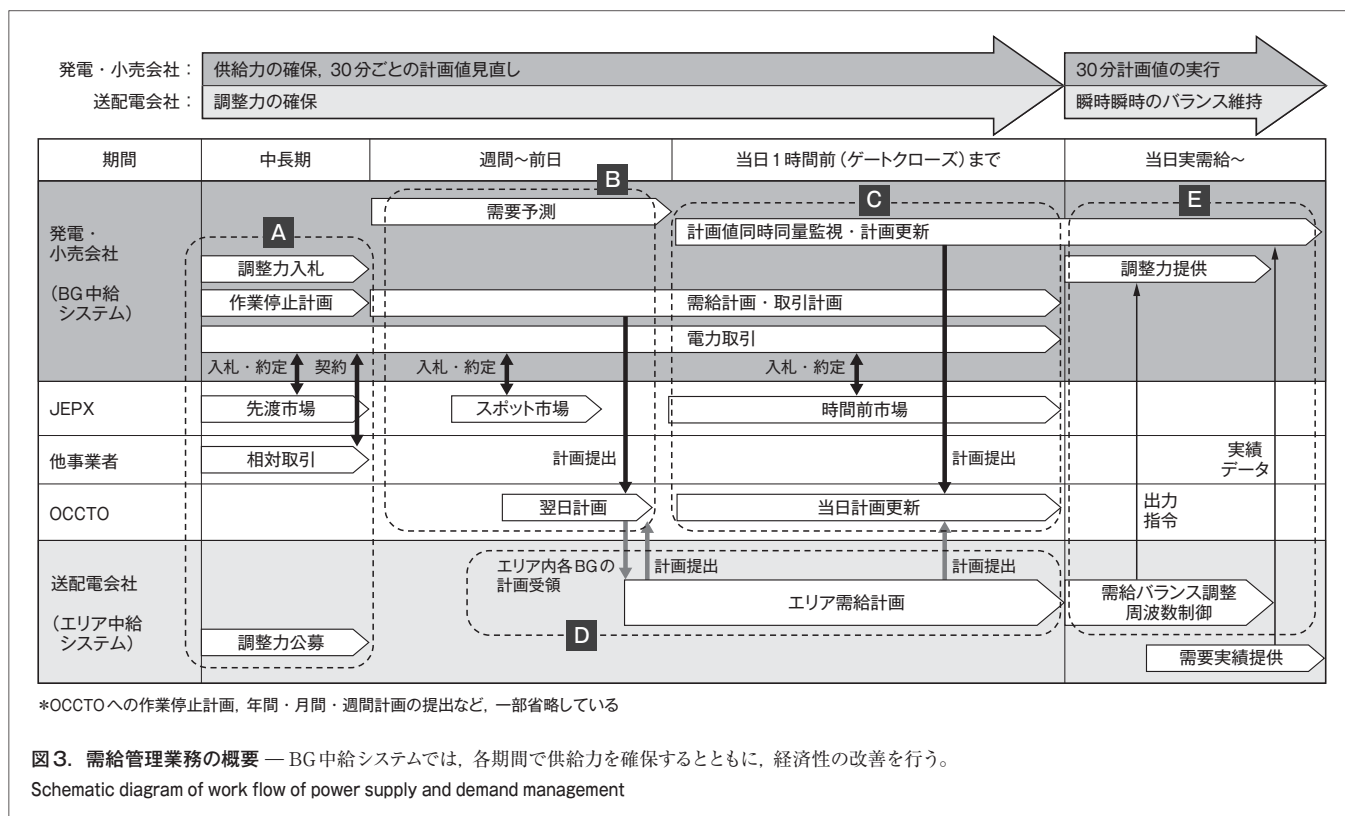 発電・小売会社： 供給力の確保，30分ごとの計画値見直し 30分計画値の実行
送配電会社： 調整力の確保 瞬時瞬時のバランス維持
期間 中長期 週間～前日 当日1時間前（ゲートクローズ）まで 当日実需給～
発電・
小売会社
（BG中給
システム）
A
調整力入札
作業停止計画
B
需要予測
C
計画値同時同量監視・計画更新
E
調整力提供
需給計画・取引計画
電力取引
入札・約定 契約 入札・約定 入札・約定
JEPX 先渡市場 スポット市場 時間前市場
他事業者 相対取引 計画提出 計画提出
実績
データ
OCCTO 翌日計画 当日計画更新
出力
指令
送配電会社
（エリア中給
システム）
調整力公募
エリア内各BGの
計画受領
計画提出 計画提出
エリア需給計画
D
需給バランス調整
周波数制御
需要実績提供
*OCCTOへの作業停止計画，年間・月間・週間計画の提出など，一部省略している
図3．需給管理業務の概要 — BG中給システムでは，各期間で供給力を確保するとともに，経済性の改善を行う。
Schematic diagram of work flow of power supply and demand management